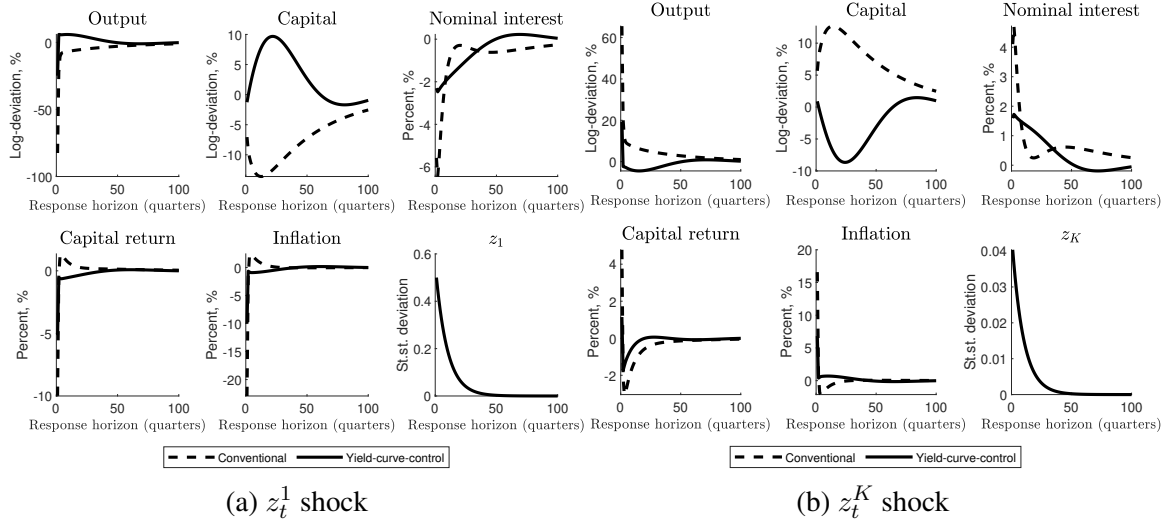 Output
Log-deviation, %
0
-50
-100
0
50
100
Response horizon (quarters)
Capital
Log-deviation, %
10
5
0
-5
-10
0
50
100
Response horizon (quarters)
Nominal interest
Percent, %
0
-2
-4
-6
0
50
100
Response horizon (quarters)
Capital return
Percent, %
0
-5
-10
0
50
100
Response horizon (quarters)
Inflation
Percent, %
0
-5
-10
-15
-20
0
50
100
Response horizon (quarters)
z_1
St.st. deviation
0.6
0.4
0.2
0
0
50
100
Response horizon (quarters)
Conventional
Yield-curve-control
(a) z_t^1 shock
Output
Log-deviation, %
60
40
20
0
0
50
100
Response horizon (quarters)
Capital
Log-deviation, %
10
5
0
-5
-10
0
50
100
Response horizon (quarters)
Nominal interest
Percent, %
4
3
2
1
0
0
50
100
Response horizon (quarters)
Capital return
Percent, %
4
2
0
-2
0
50
100
Response horizon (quarters)
Inflation
Percent, %
20
15
10
5
0
0
50
100
Response horizon (quarters)
z_K
St.st. deviation
0.04
0.03
0.02
0.01
0
0
50
100
Response horizon (quarters)
Conventional
Yield-curve-control
(b) z_t^K shock